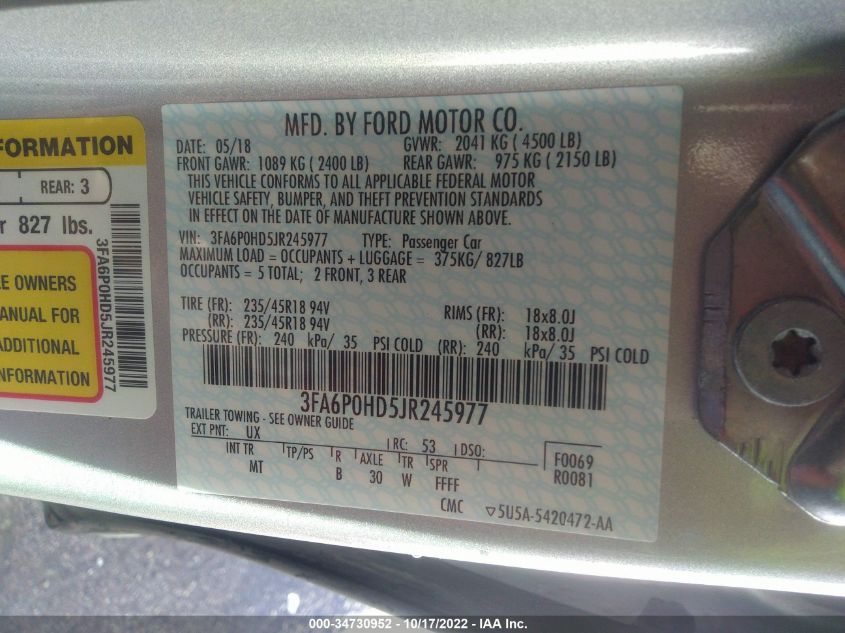 FORMATION
REAR: 3
r 827 lbs.
3FA6P0HD5JR245977
E OWNERS
ANUAL FOR
ADDITIONAL
NFORMATION
MFD. BY FORD MOTOR CO.
DATE: 05/18 GVWR: 2041 KG ( 4500 LB)
FRONT GAWR: 1089 KG ( 2400 LB) REAR GAWR: 975 KG ( 2150 LB)
THIS VEHICLE CONFORMS TO ALL APPLICABLE FEDERAL MOTOR
VEHICLE SAFETY, BUMPER, AND THEFT PREVENTION STANDARDS
IN EFFECT ON THE DATE OF MANUFACTURE SHOWN ABOVE.
VIN: 3FA6P0HD5JR245977 TYPE: Passenger Car
MAXIMUM LOAD = OCCUPANTS + LUGGAGE = 375KG/ 827LB
OCCUPANTS = 5 TOTAL; 2 FRONT, 3 REAR
TIRE (FR): 235/45R18 94V RIMS (FR): 18x8.0J
(RR): 235/45R18 94V (RR): 18x8.0J
PRESSURE (FR): 240 kPa/ 35 PSI COLD (RR): 240 kPa/ 35 PSI COLD
3FA6P0HD5JR245977
TRAILER TOWING - SEE OWNER GUIDE
EXT PNT: UX RC: 53 DSO:
INT TR TP/PS R AXLE TR SPR F0069
MT B 30 W FFFF R0081
CMC ▽5U5A-5420472-AA
000-34730952 - 10/17/2022 - IAA Inc.